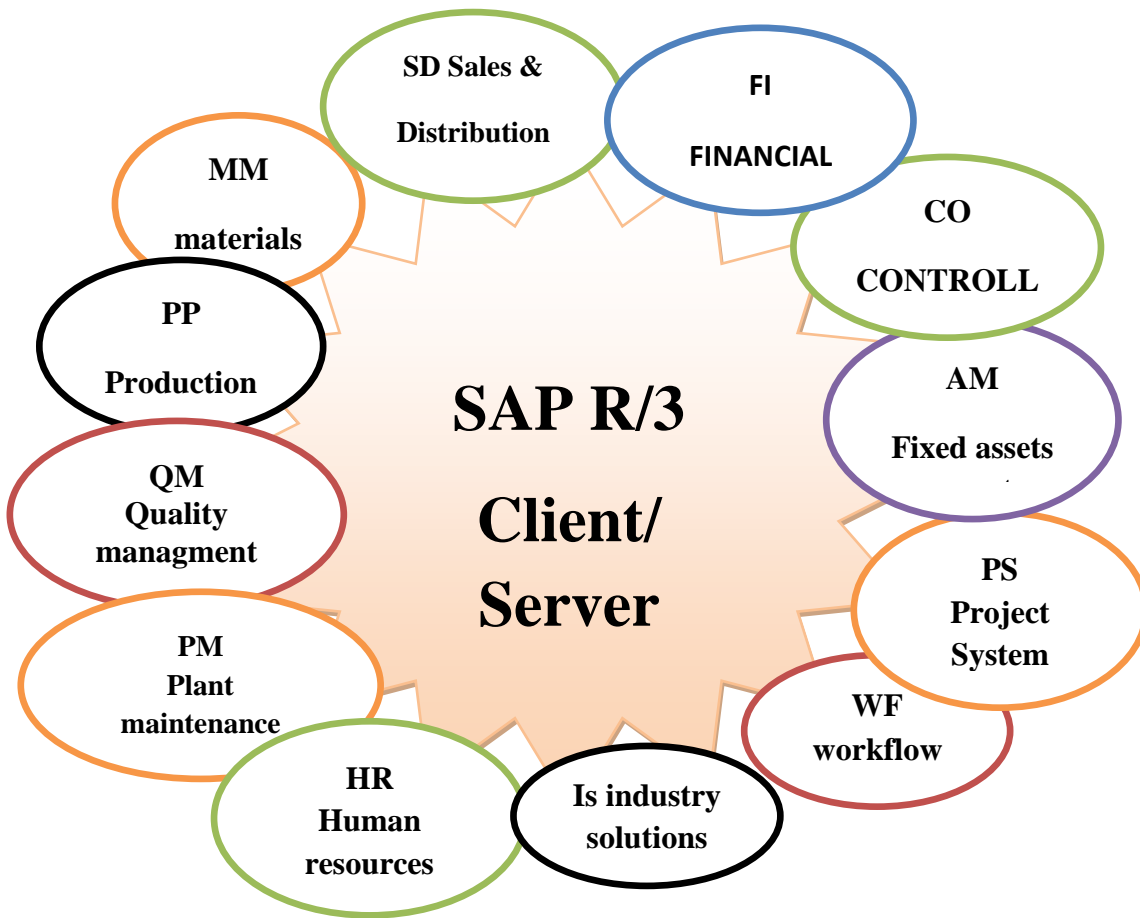 SD Sales &
Distribution
FI
FINANCIAL
MM
materials
CO
CONTROLL
PP
Production
AM
Fixed assets
SAP R/3
Client/
Server
QM
Quality
managment
PS
Project
System
PM
Plant
maintenance
WF
workflow
HR
Human
resources
Is industry
solutions